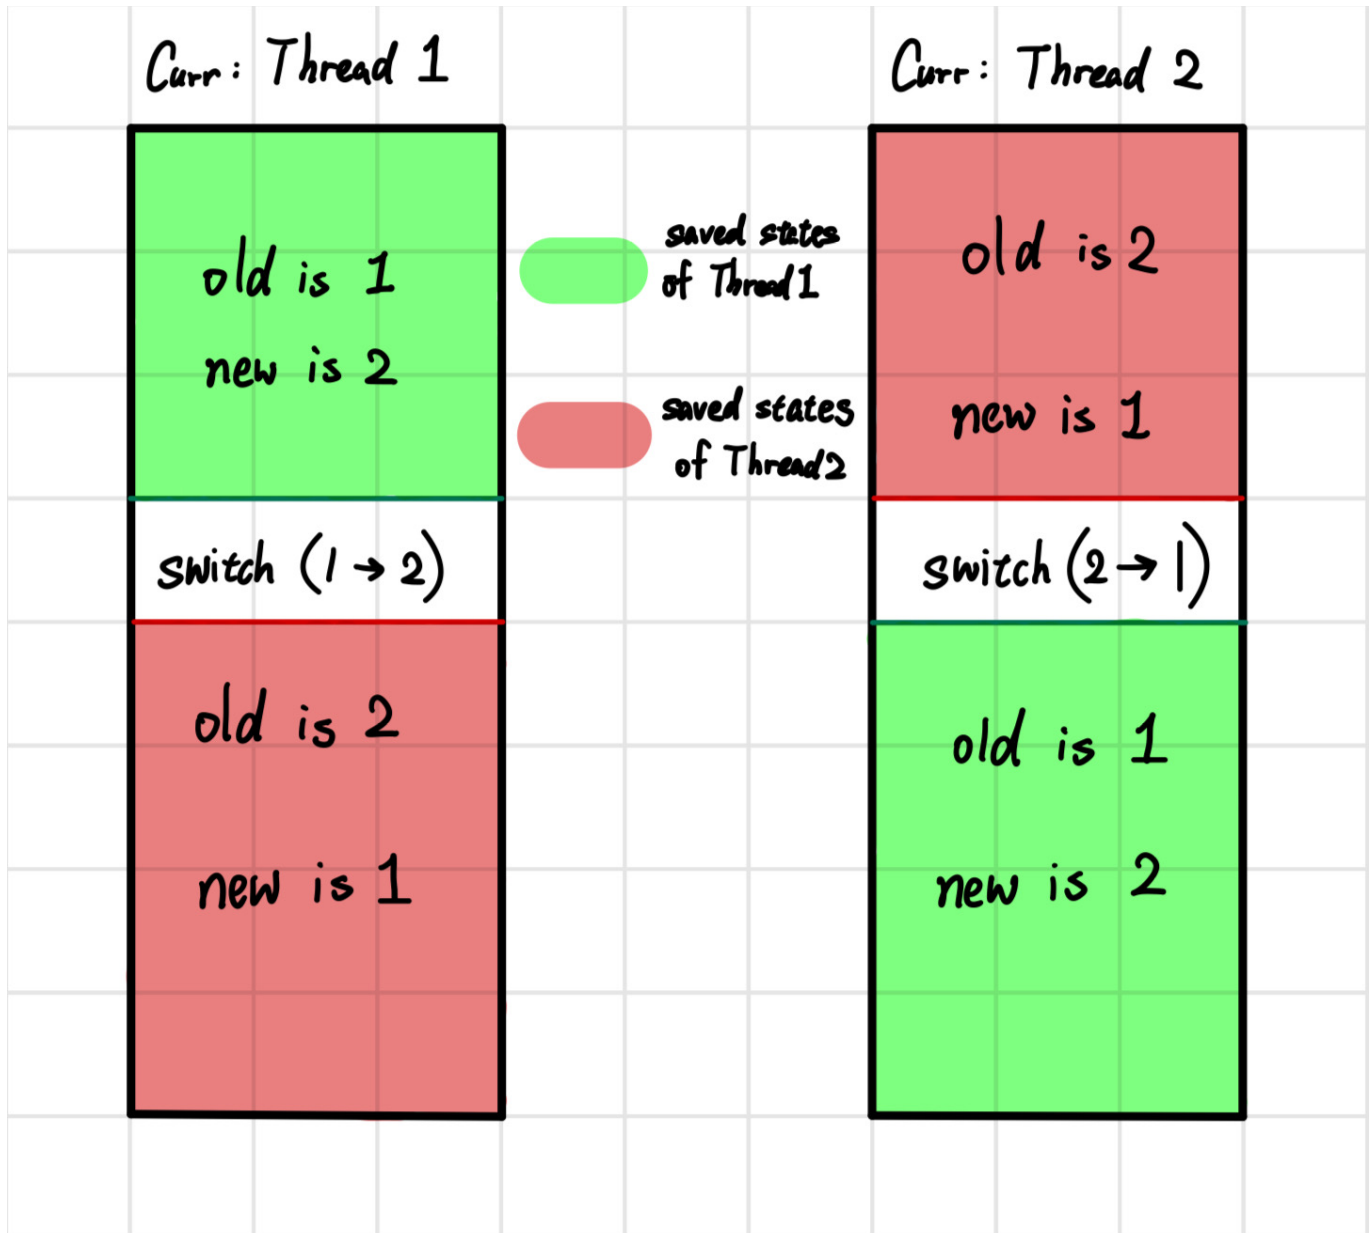 Curr: Thread 1
old is 1
new is 2
switch (1 → 2)
old is 2
new is 1
saved states
of Thread1
saved states
of Thread2
Curr: Thread 2
old is 2
new is 1
switch (2 → 1)
old is 1
new is 2